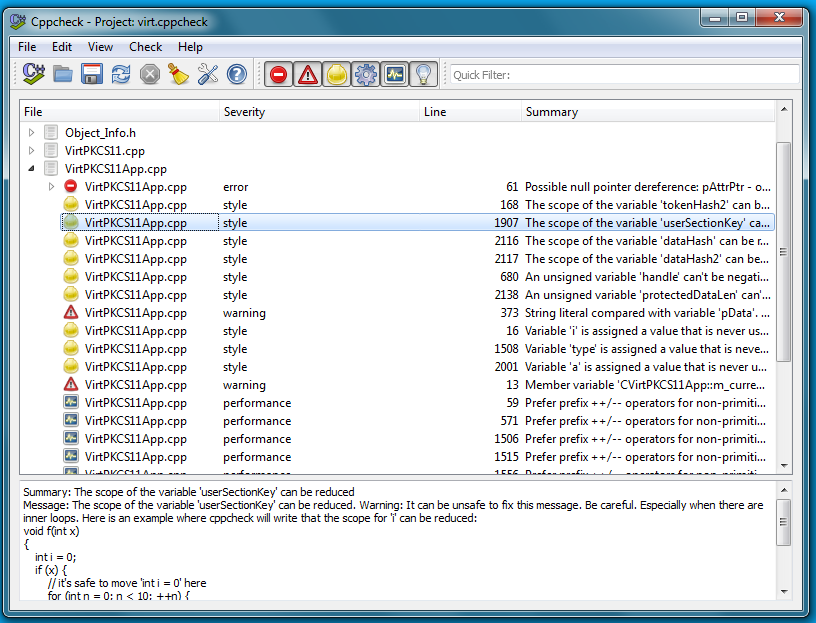 Cppcheck - Project: virt.cppcheck
File Edit View Check Help
Quick Filter:
File Severity Line Summary
Object_Info.h
VirtPKCS11.cpp
VirtPKCS11App.cpp
VirtPKCS11App.cpp error 61 Possible null pointer dereference: pAttrPtr - o...
VirtPKCS11App.cpp style 168 The scope of the variable 'tokenHash2' can b...
VirtPKCS11App.cpp style 1907 The scope of the variable 'userSectionKey' ca...
VirtPKCS11App.cpp style 2116 The scope of the variable 'dataHash' can be r...
VirtPKCS11App.cpp style 2117 The scope of the variable 'dataHash2' can be...
VirtPKCS11App.cpp style 680 An unsigned variable 'handle' can't be negati...
VirtPKCS11App.cpp style 2138 An unsigned variable 'protectedDataLen' can'...
VirtPKCS11App.cpp warning 373 String literal compared with variable 'pData'. ...
VirtPKCS11App.cpp style 16 Variable 'i' is assigned a value that is never us...
VirtPKCS11App.cpp style 1508 Variable 'type' is assigned a value that is neve...
VirtPKCS11App.cpp style 2001 Variable 'a' is assigned a value that is never u...
VirtPKCS11App.cpp warning 13 Member variable 'CVirtPKCS11App::m_curre...
VirtPKCS11App.cpp performance 59 Prefer prefix ++/-- operators for non-primiti...
VirtPKCS11App.cpp performance 571 Prefer prefix ++/-- operators for non-primiti...
VirtPKCS11App.cpp performance 1506 Prefer prefix ++/-- operators for non-primiti...
VirtPKCS11App.cpp performance 1515 Prefer prefix ++/-- operators for non-primiti...
VirtPKCS11App.cpp performance 1556 Prefer prefix ++/-- operators for non-primiti...
Summary: The scope of the variable 'userSectionKey' can be reduced
Message: The scope of the variable 'userSectionKey' can be reduced. Warning: It can be unsafe to fix this message. Be careful. Especially when there are
inner loops. Here is an example where cppcheck will write that the scope for 'i' can be reduced:
void f(int x)
{
int i = 0;
if (x) {
// it's safe to move 'int i = 0' here
for (int n = 0; n < 10; ++n) {